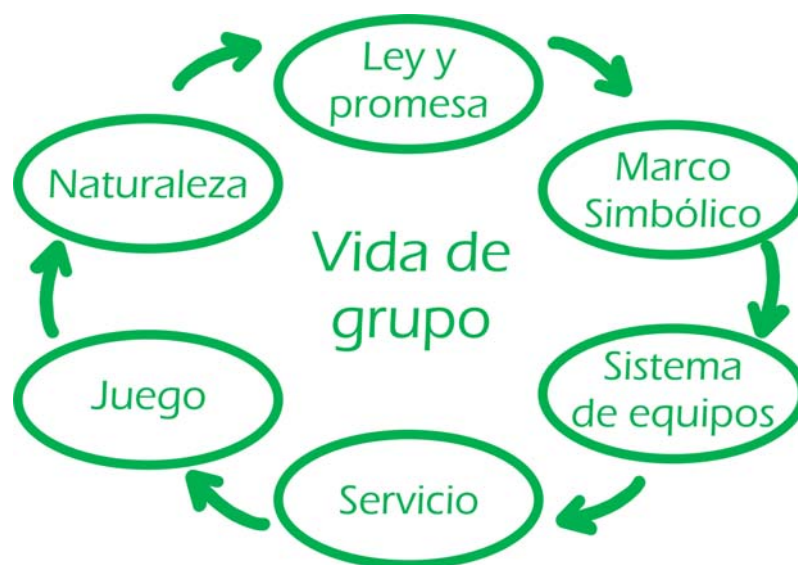 Ley y
promesa
Marco
Simbólico
Sistema
de equipos
Servicio
Juego
Naturaleza
Vida de
grupo